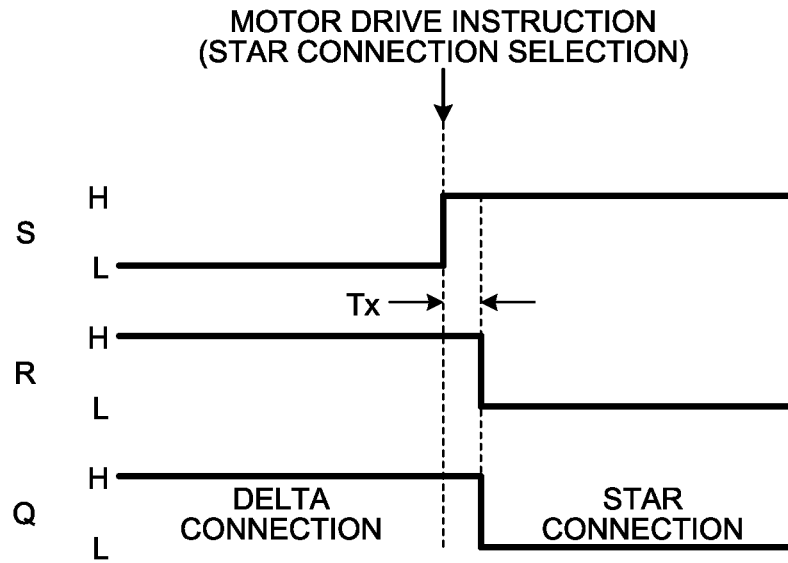 MOTOR DRIVE INSTRUCTION
(STAR CONNECTION SELECTION)
H
S
L
Tx
H
R
L
H
Q
DELTA
CONNECTION
STAR
CONNECTION
L